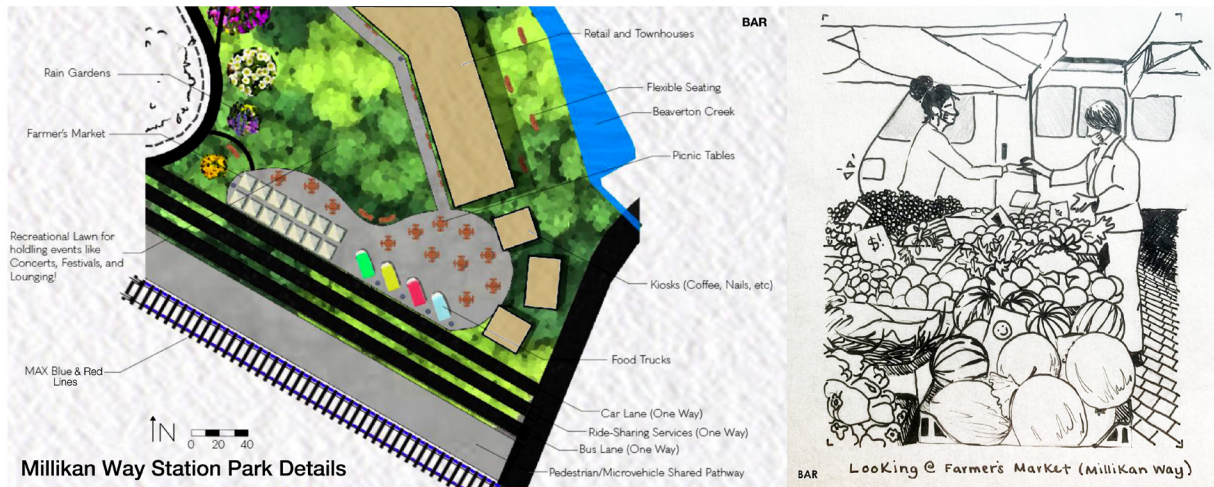 BAR
Retail and Townhouses
Rain Gardens
Flexible Seating
Beaverton Creek
Farmer's Market
Picnic Tables
Recreational Lawn for
holdling events like
Concerts, Festivals, and
Lounging!
Kiosks (Coffee, Nails, etc)
Food Trucks
MAX Blue & Red
Lines
Car Lane (One Way)
Ride-Sharing Services (One Way)
Bus Lane (One Way)
Pedestrian/Microvehicle Shared Pathway
N
0 20 40
Millikan Way Station Park Details
$
BAR
Looking @ Farmer's Market (Millikan Way)